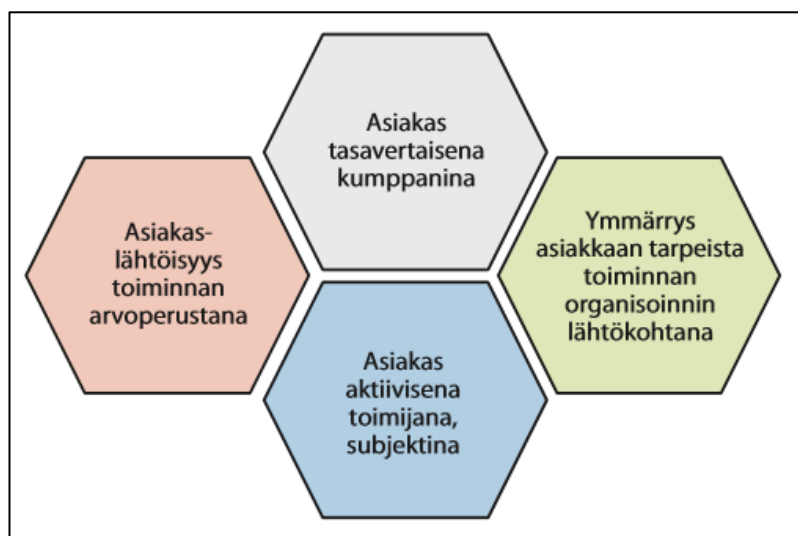 Asiakas
tasavertaisena
kumppanina
Asiakas-
lähtöisyys
toiminnan
arvoperustana
Ymmärrys
asiakkaan tarpeista
toiminnan
organisoinnin
lähtökohtana
Asiakas
aktiivisena
toimijana,
subjektina